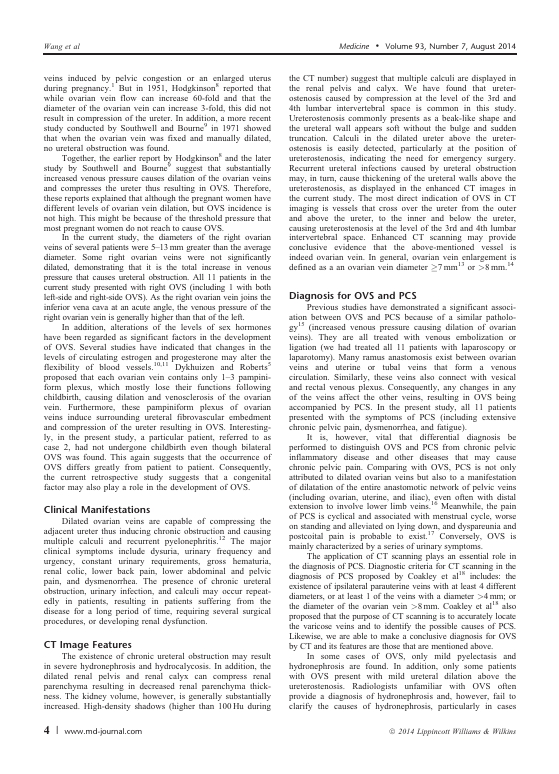 Wang et al
Medicine • Volume 93, Number 7, August 2014
veins induced by pelvic congestion or an enlarged uterus
during pregnancy.1 But in 1951, Hodgkinson8 reported that
while ovarian vein flow can increase 60-fold and that the
diameter of the ovarian vein can increase 3-fold, this did not
result in compression of the ureter. In addition, a more recent
study conducted by Southwell and Bourne9 in 1971 showed
that when the ovarian vein was fixed and manually dilated,
no ureteral obstruction was found.
Together, the earlier report by Hodgkinson8 and the later
study by Southwell and Bourne9 suggest that substantially
increased venous pressure causes dilation of the ovarian veins
and compresses the ureter thus resulting in OVS. Therefore,
these reports explained that although the pregnant women have
different levels of ovarian vein dilation, but OVS incidence is
not high. This might be because of the threshold pressure that
most pregnant women do not reach to cause OVS.
In the current study, the diameters of the right ovarian
veins of several patients were 5–13 mm greater than the average
diameter. Some right ovarian veins were not significantly
dilated, demonstrating that it is the total increase in venous
pressure that causes ureteral obstruction. All 11 patients in the
current study presented with right OVS (including 1 with both
left-side and right-side OVS). As the right ovarian vein joins the
inferior vena cava at an acute angle, the venous pressure of the
right ovarian vein is generally higher than that of the left.
In addition, alterations of the levels of sex hormones
have been regarded as significant factors in the development
of OVS. Several studies have indicated that changes in the
levels of circulating estrogen and progesterone may alter the
flexibility of blood vessels.10,11 Dykhuizen and Roberts5
proposed that each ovarian vein contains only 1–3 pampini-
form plexus, which mostly lose their functions following
childbirth, causing dilation and venosclerosis of the ovarian
vein. Furthermore, these pampiniform plexus of ovarian
veins induce surrounding ureteral fibrovascular embedment
and compression of the ureter resulting in OVS. Interesting-
ly, in the present study, a particular patient, referred to as
case 2, had not undergone childbirth even though bilateral
OVS was found. This again suggests that the occurrence of
OVS differs greatly from patient to patient. Consequently,
the current retrospective study suggests that a congenital
factor may also play a role in the development of OVS.
Clinical Manifestations
Dilated ovarian veins are capable of compressing the
adjacent ureter thus inducing chronic obstruction and causing
multiple calculi and recurrent pyelonephritis.12 The major
clinical symptoms include dysuria, urinary frequency and
urgency, constant urinary requirements, gross hematuria,
renal colic, lower back pain, lower abdominal and pelvic
pain, and dysmenorrhea. The presence of chronic ureteral
obstruction, urinary infection, and calculi may occur repeat-
edly in patients, resulting in patients suffering from the
disease for a long period of time, requiring several surgical
procedures, or developing renal dysfunction.
CT Image Features
The existence of chronic ureteral obstruction may result
in severe hydronephrosis and hydrocalycosis. In addition, the
dilated renal pelvis and renal calyx can compress renal
parenchyma resulting in decreased renal parenchyma thick-
ness. The kidney volume, however, is generally substantially
increased. High-density shadows (higher than 100 Hu during
the CT number) suggest that multiple calculi are displayed in
the renal pelvis and calyx. We have found that ureter-
ostenosis caused by compression at the level of the 3rd and
4th lumbar intervertebral space is common in this study.
Ureterostenosis commonly presents as a beak-like shape and
the ureteral wall appears soft without the bulge and sudden
truncation. Calculi in the dilated ureter above the ureter-
ostenosis is easily detected, particularly at the position of
ureterostenosis, indicating the need for emergency surgery.
Recurrent ureteral infections caused by ureteral obstruction
may, in turn, cause thickening of the ureteral walls above the
ureterostenosis, as displayed in the enhanced CT images in
the current study. The most direct indication of OVS in CT
imaging is vessels that cross over the ureter from the outer
and above the ureter, to the inner and below the ureter,
causing ureterostenosis at the level of the 3rd and 4th lumbar
intervertebral space. Enhanced CT scanning may provide
conclusive evidence that the above-mentioned vessel is
indeed ovarian vein. In general, ovarian vein enlargement is
defined as a an ovarian vein diameter ≥7 mm13 or >8 mm.14
Diagnosis for OVS and PCS
Previous studies have demonstrated a significant associ-
ation between OVS and PCS because of a similar patholo-
gy15 (increased venous pressure causing dilation of ovarian
veins). They are all treated with venous embolization or
ligation (we had treated all 11 patients with laparoscopy or
laparotomy). Many ramus anastomosis exist between ovarian
veins and uterine or tubal veins that form a venous
circulation. Similarly, these veins also connect with vesical
and rectal venous plexus. Consequently, any changes in any
of the veins affect the other veins, resulting in OVS being
accompanied by PCS. In the present study, all 11 patients
presented with the symptoms of PCS (including extensive
chronic pelvic pain, dysmenorrhea, and fatigue).
It is, however, vital that differential diagnosis be
performed to distinguish OVS and PCS from chronic pelvic
inflammatory disease and other diseases that may cause
chronic pelvic pain. Comparing with OVS, PCS is not only
attributed to dilated ovarian veins but also to a manifestation
of dilatation of the entire anastomotic network of pelvic veins
(including ovarian, uterine, and iliac), even often with distal
extension to involve lower limb veins.16 Meanwhile, the pain
of PCS is cyclical and associated with menstrual cycle, worse
on standing and alleviated on lying down, and dyspareunia and
postcoital pain is probable to exist.17 Conversely, OVS is
mainly characterized by a series of urinary symptoms.
The application of CT scanning plays an essential role in
the diagnosis of PCS. Diagnostic criteria for CT scanning in the
diagnosis of PCS proposed by Coakley et al18 includes: the
existence of ipsilateral parauterine veins with at least 4 different
diameters, or at least 1 of the veins with a diameter >4 mm; or
the diameter of the ovarian vein >8 mm. Coakley et al18 also
proposed that the purpose of CT scanning is to accurately locate
the varicose veins and to identify the possible causes of PCS.
Likewise, we are able to make a conclusive diagnosis for OVS
by CT and its features are those that are mentioned above.
In some cases of OVS, only mild pyelectasis and
hydronephrosis are found. In addition, only some patients
with OVS present with mild ureteral dilation above the
ureterostenosis. Radiologists unfamiliar with OVS often
provide a diagnosis of hydronephrosis and, however, fail to
clarify the causes of hydronephrosis, particularly in cases
4 | www.md-journal.com
© 2014 Lippincott Williams & Wilkins